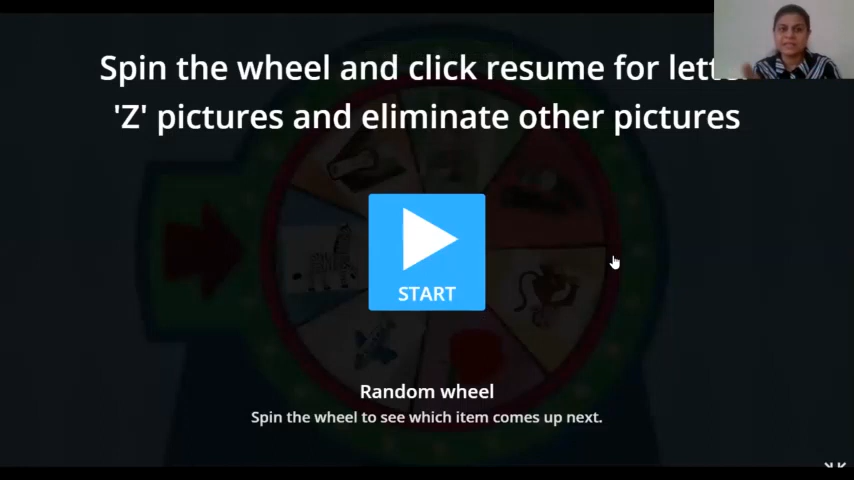 Spin the wheel and click resume for letter
'Z' pictures and eliminate other pictures
START
Random wheel
Spin the wheel to see which item comes up next.